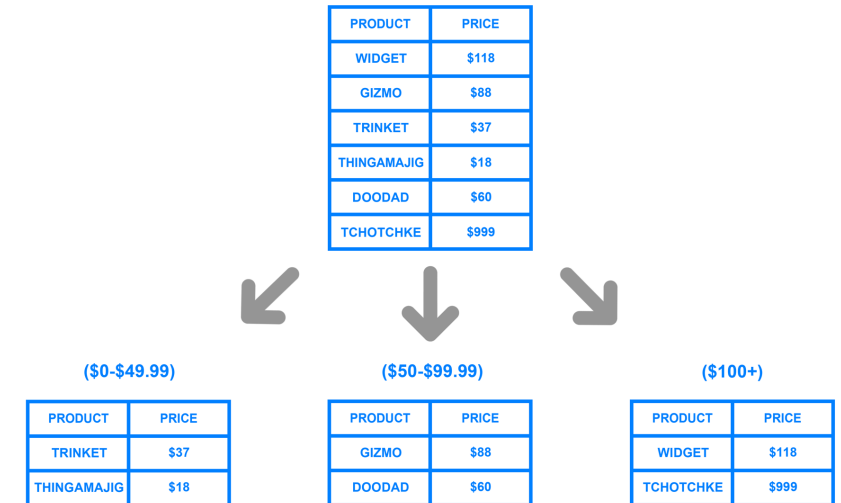 PRODUCT PRICE
WIDGET $118
GIZMO $88
TRINKET $37
THINGAMAJIG $18
DOODAD $60
TCHOTCHKE $999
($0-$49.99) ($50-$99.99) ($100+)
PRODUCT PRICE PRODUCT PRICE PRODUCT PRICE
TRINKET $37 GIZMO $88 WIDGET $118
THINGAMAJIG $18 DOODAD $60 TCHOTCHKE $999